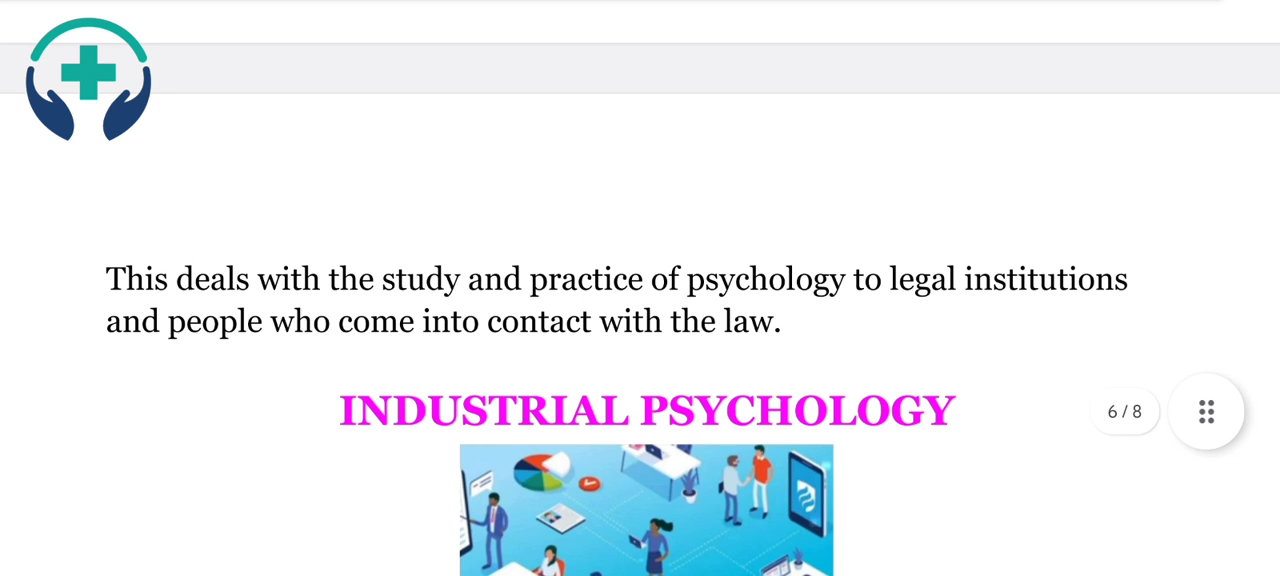 This deals with the study and practice of psychology to legal institutions
and people who come into contact with the law.
INDUSTRIAL PSYCHOLOGY
6 / 8